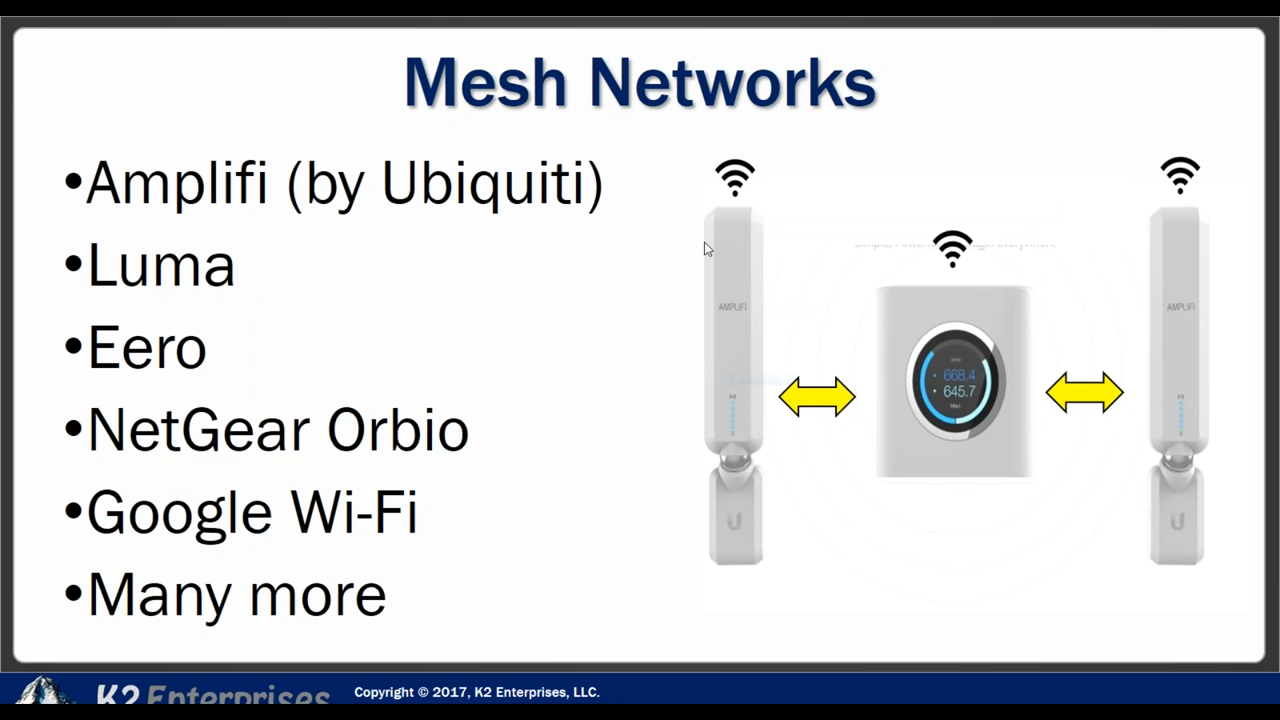 Mesh Networks
•Amplifi (by Ubiquiti)
•Luma
•Eero
•NetGear Orbio
•Google Wi-Fi
•Many more
AMPLIFI
AMPLIFI
668.4
645.7
U
U
K2 Enterprises
Copyright © 2017, K2 Enterprises, LLC.